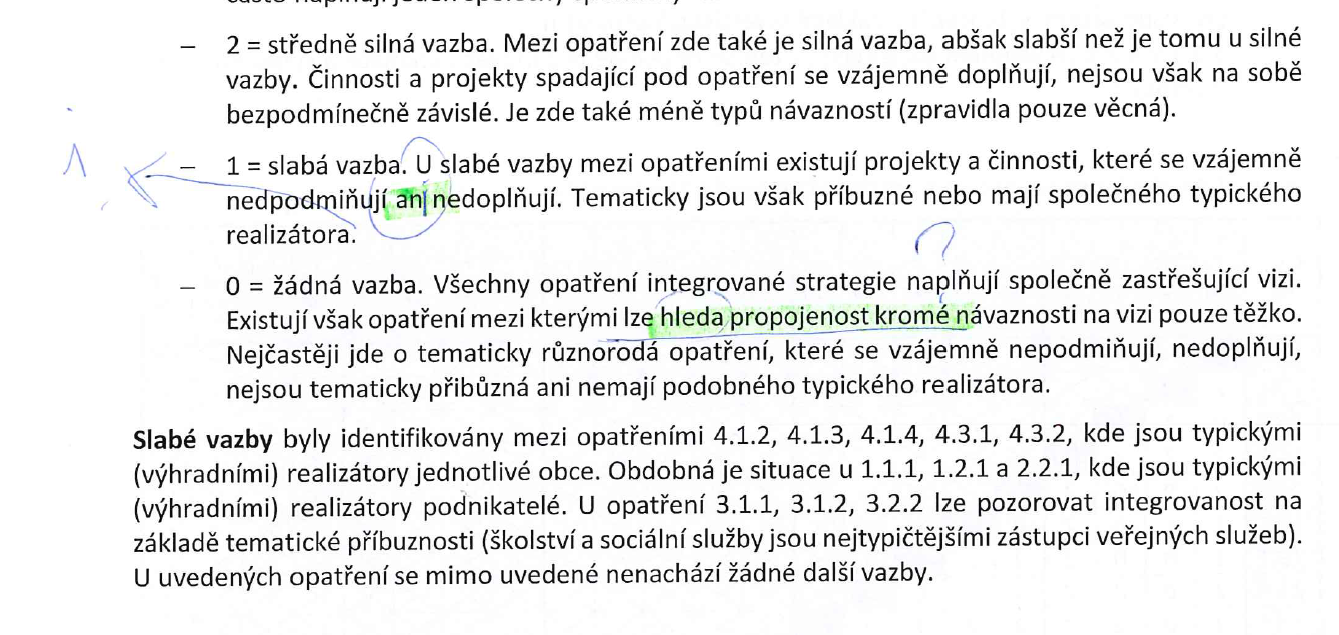 – 2 = středně silná vazba. Mezi opatření zde také je silná vazba, abšak slabší než je tomu u silné
vazby. Činnosti a projekty spadající pod opatření se vzájemně doplňují, nejsou však na sobě
bezpodmínečně závislé. Je zde také méně typů návazností (zpravidla pouze věcná).
– 1 = slabá vazba. U slabé vazby mezi opatřeními existují projekty a činnosti, které se vzájemně
nedpodmiňují ani nedoplňují. Tematicky jsou však příbuzné nebo mají společného typického
realizátora.
?
– 0 = žádná vazba. Všechny opatření integrované strategie naplňují společně zastřešující vizi.
Existují však opatření mezi kterými lze hleda propojenost kromé návaznosti na vizi pouze těžko.
Nejčastěji jde o tematicky různorodá opatření, které se vzájemně nepodmiňují, nedoplňují,
nejsou tematicky přibůzná ani nemají podobného typického realizátora.
Slabé vazby byly identifikovány mezi opatřeními 4.1.2, 4.1.3, 4.1.4, 4.3.1, 4.3.2, kde jsou typickými
(výhradními) realizátory jednotlivé obce. Obdobná je situace u 1.1.1, 1.2.1 a 2.2.1, kde jsou typickými
(výhradními) realizátory podnikatelé. U opatření 3.1.1, 3.1.2, 3.2.2 lze pozorovat integrovanost na
základě tematické příbuznosti (školství a sociální služby jsou nejtypičtějšími zástupci veřejných služeb).
U uvedených opatření se mimo uvedené nenachází žádné další vazby.